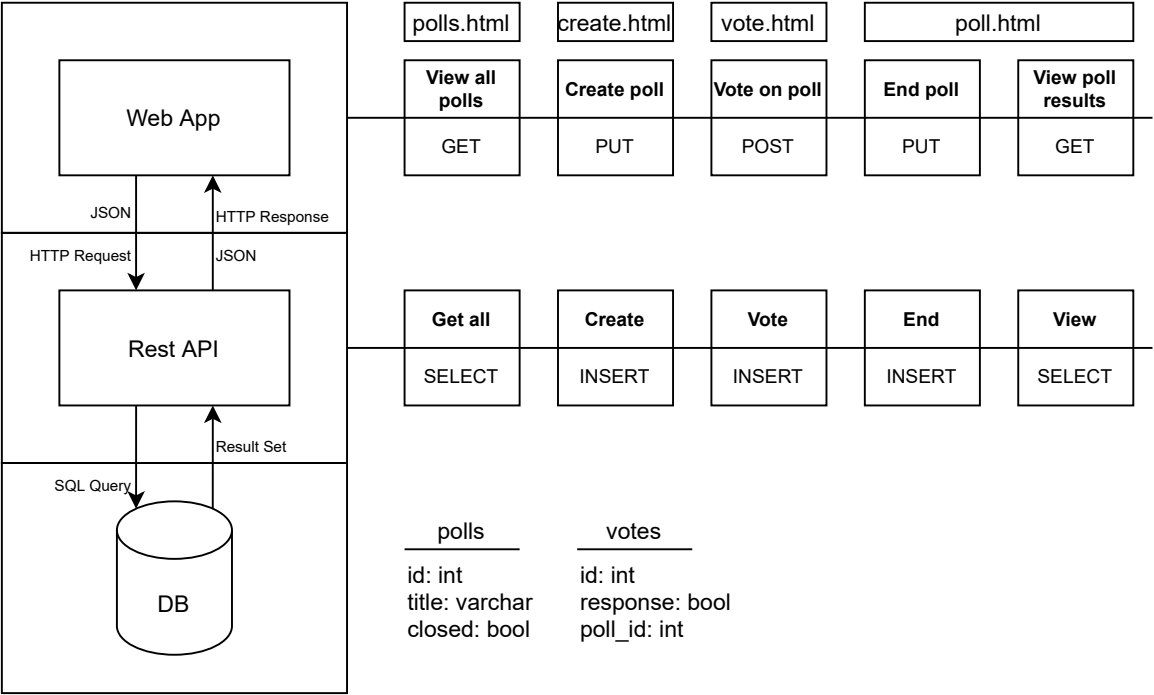 polls.html
create.html
vote.html
poll.html
Web App
View all
polls
Create poll
Vote on poll
End poll
View poll
results
GET
PUT
POST
PUT
GET
JSON
HTTP Response
HTTP Request
JSON
Rest API
Get all
Create
Vote
End
View
SELECT
INSERT
INSERT
INSERT
SELECT
Result Set
SQL Query
DB
polls
id: int
title: varchar
closed: bool
votes
id: int
response: bool
poll_id: int